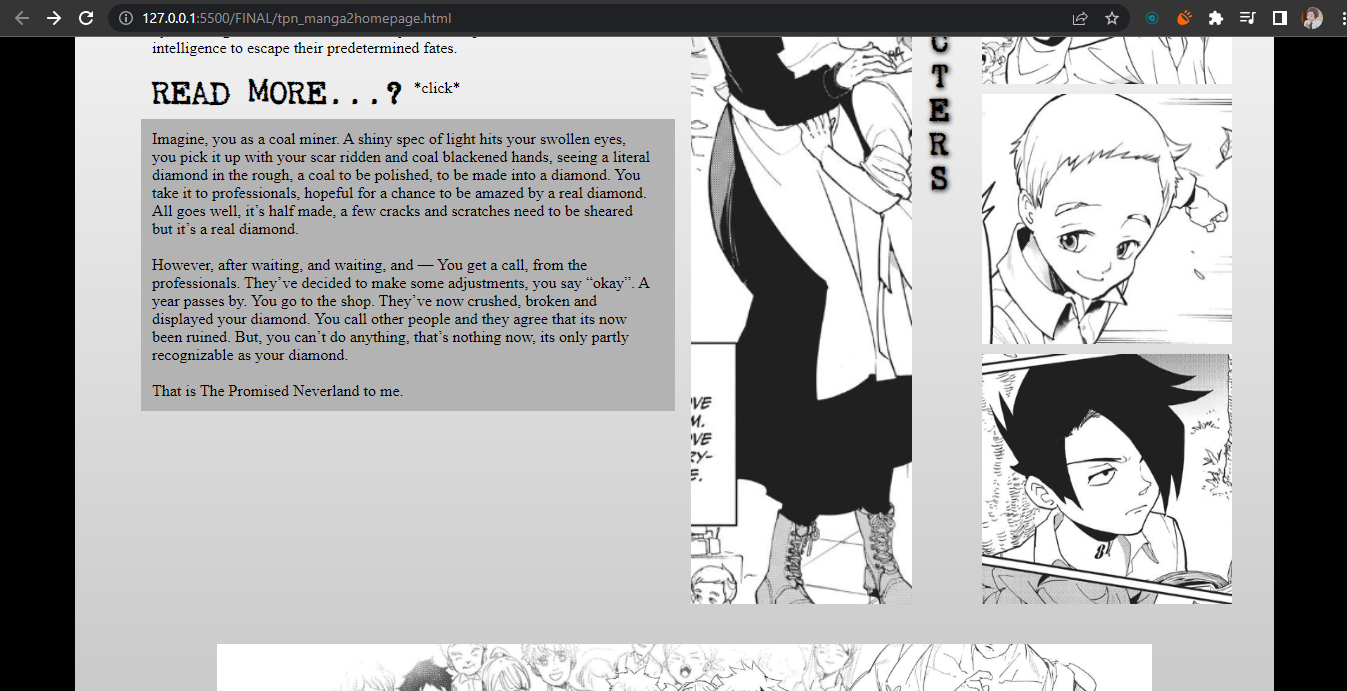 127.0.0.1:5500/FINAL/tpn_manga2homepage.html
intelligence to escape their predetermined fates.
READ MORE...? *click*
Imagine, you as a coal miner. A shiny spec of light hits your swollen eyes,
you pick it up with your scar ridden and coal blackened hands, seeing a literal
diamond in the rough, a coal to be polished, to be made into a diamond. You
take it to professionals, hopeful for a chance to be amazed by a real diamond.
All goes well, it’s half made, a few cracks and scratches need to be sheared
but it’s a real diamond.
However, after waiting, and waiting, and — You get a call, from the
professionals. They’ve decided to make some adjustments, you say “okay”. A
year passes by. You go to the shop. They’ve now crushed, broken and
displayed your diamond. You call other people and they agree that its now
been ruined. But, you can’t do anything, that’s nothing now, its only partly
recognizable as your diamond.
That is The Promised Neverland to me.
C
T
E
R
S